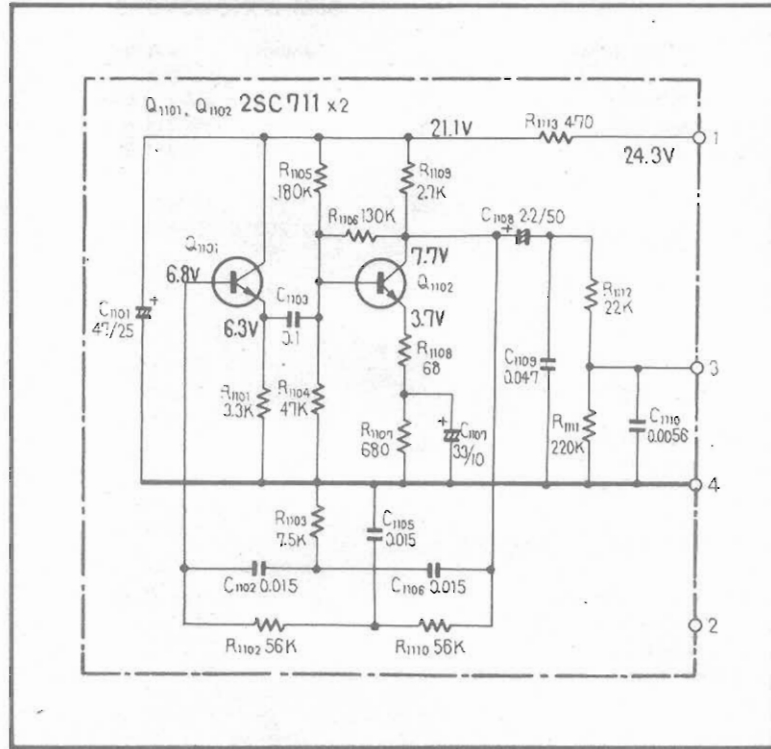 Q1101, Q1102 2SC711 x2
21.1V
R1113 470
1
24.3V
R1105
180K
R1109
2.7K
R1106 130K
C1108 2.2/50
+
Q1101
6.8V
7.7V
Q1102
C1103
0.1
6.3V
3.7V
+
C1101
47/25
R1112
22K
R1108
68
C1109
0.047
3
R1101
3.3K
R1104
47K
R1107
680
+
C1107
33/10
R1111
220K
C1110
0.0056
4
R1103
7.5K
C1105
0.015
C1102 0.015
C1106 0.015
2
R1102 56K
R1110 56K